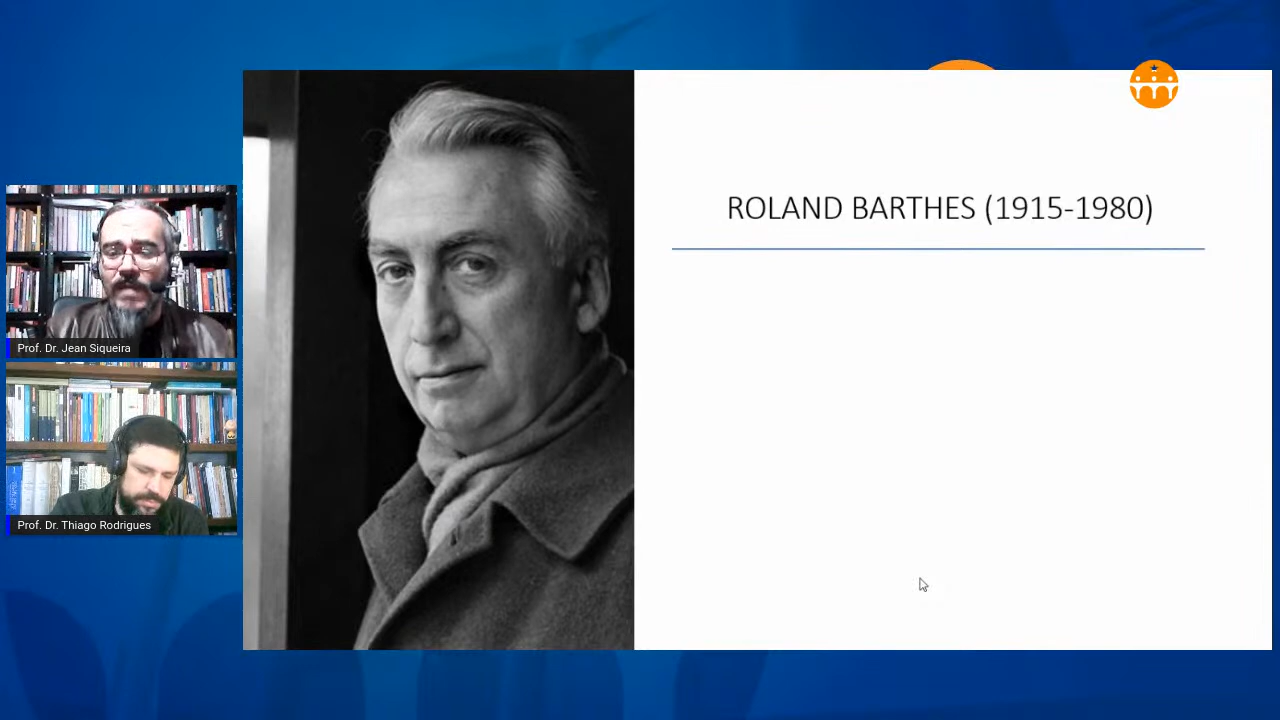 ROLAND BARTHES (1915-1980)
Prof. Dr. Jean Siqueira
Prof. Dr. Thiago Rodrigues